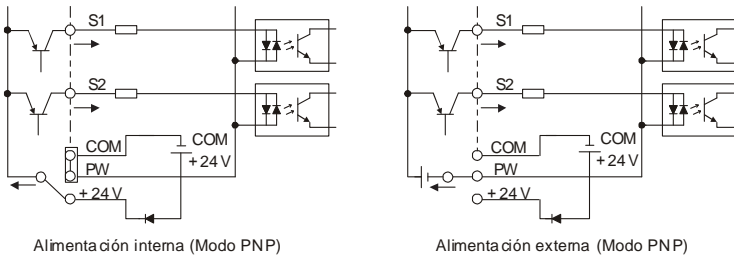 S1
S2
COM
COM
+24 V
PW
+24 V
Alimentación interna (Modo PNP)
S1
S2
COM
COM
+24 V
PW
+24 V
Alimentación externa (Modo PNP)